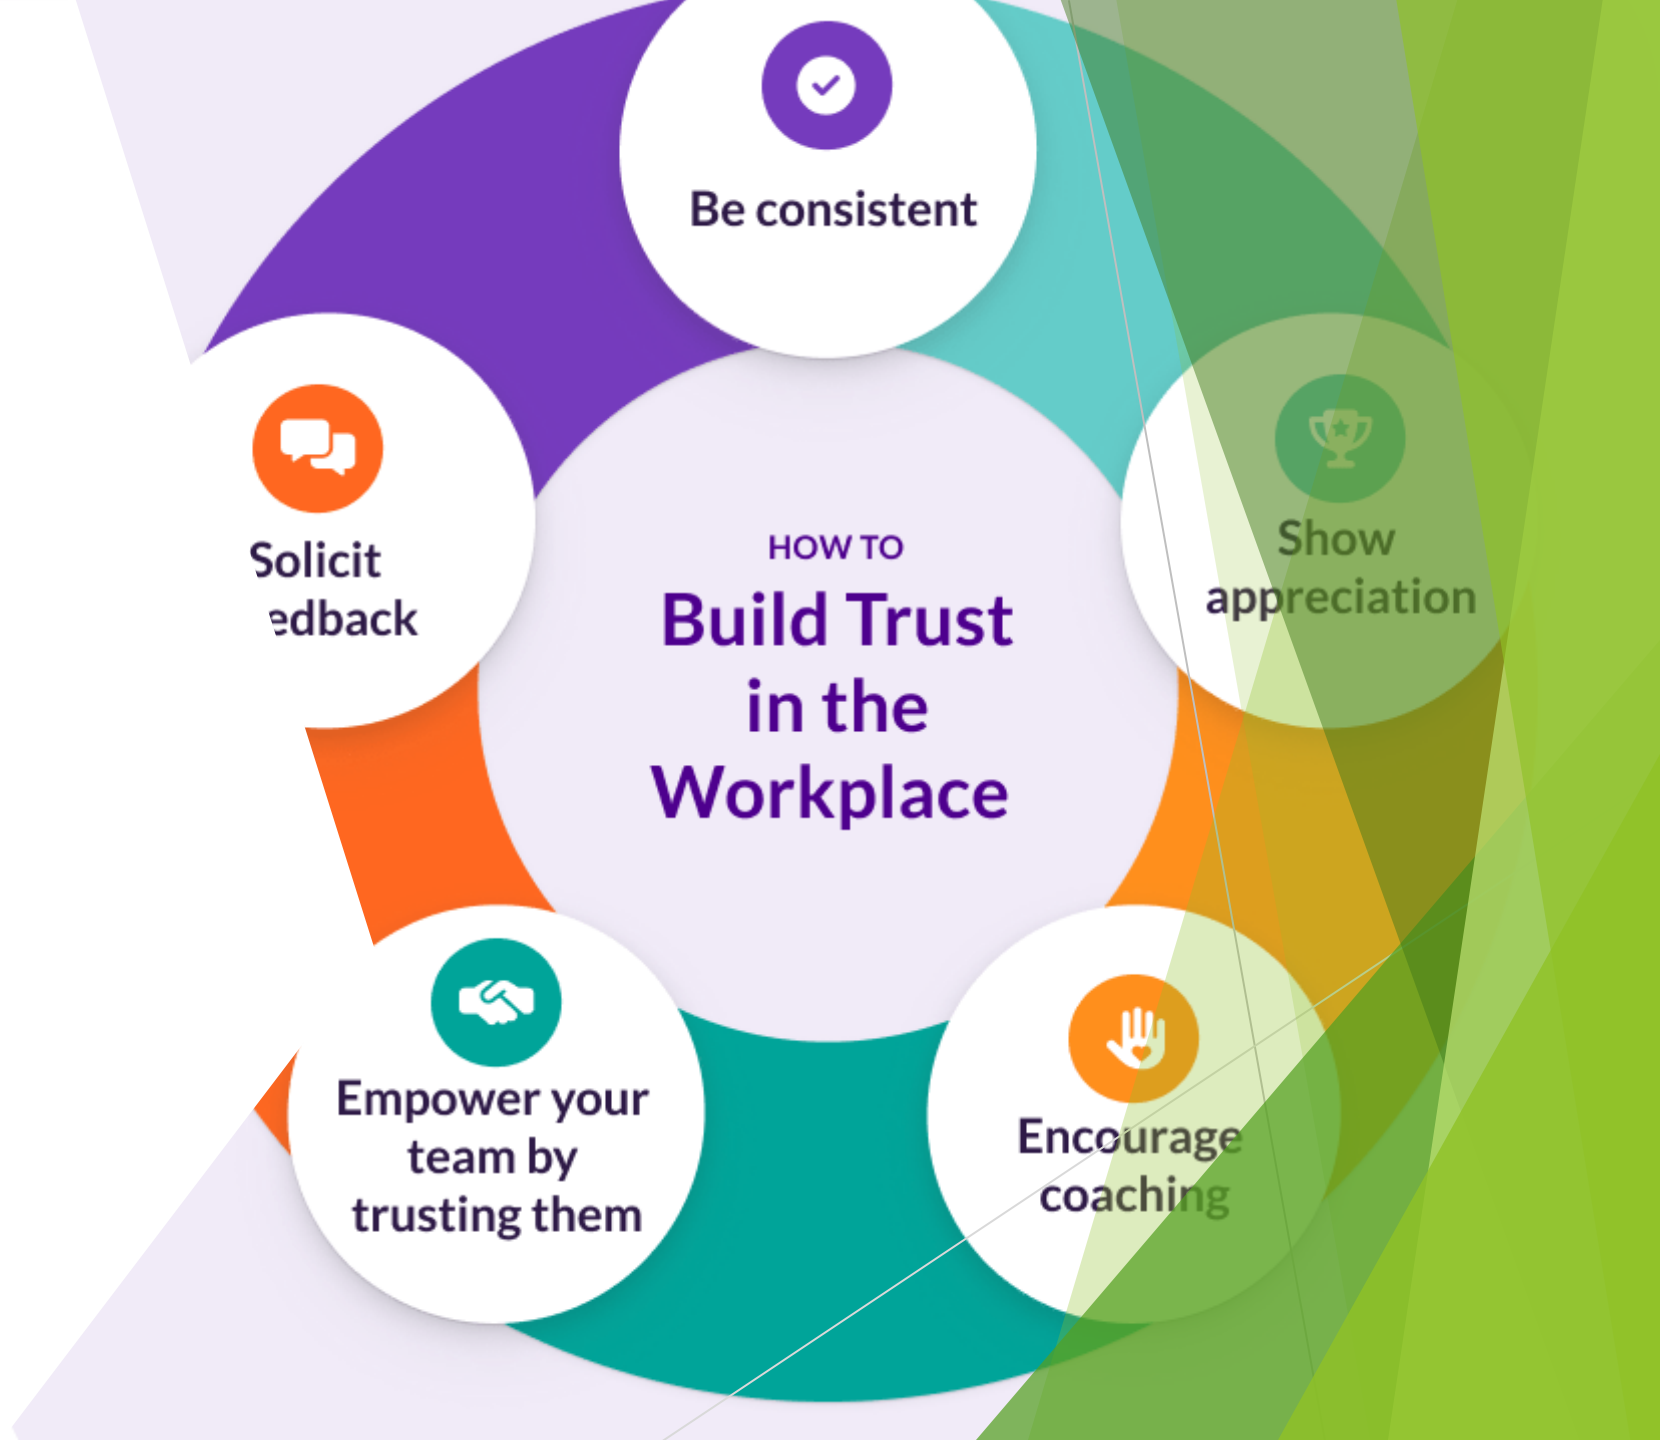 Be consistent
Solicit
edback
HOW TO
Build Trust
in the
Workplace
Show
appreciation
Empower your
team by
trusting them
Encourage
coaching